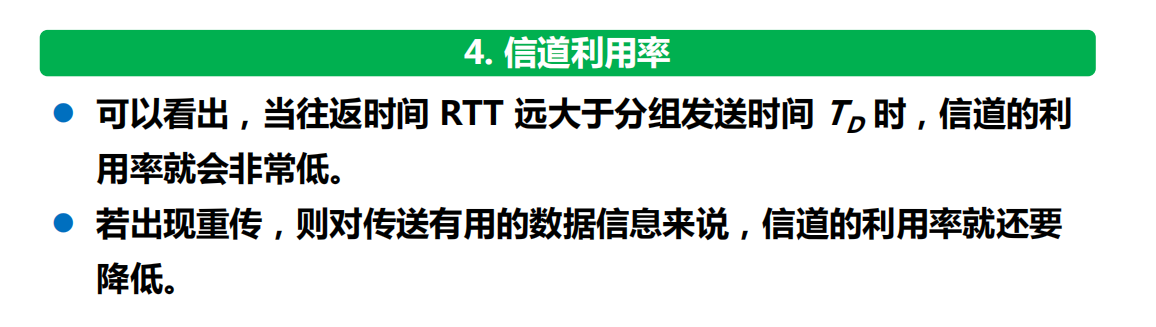 4. 信道利用率
● 可以看出，当往返时间 RTT 远大于分组发送时间 TD 时，信道的利
用率就会非常低。
● 若出现重传，则对传送有用的数据信息来说，信道的利用率就还要
降低。